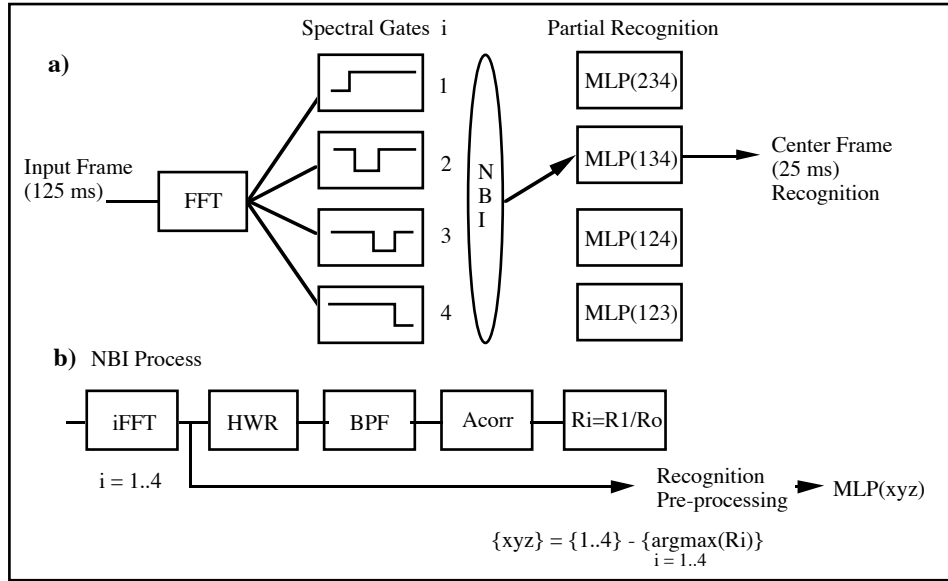 Spectral Gates i
Partial Recognition
a)
1
MLP(234)
2
MLP(134)
Center Frame
(25 ms)
Recognition
Input Frame
(125 ms)
FFT
N
B
I
3
MLP(124)
4
MLP(123)
b) NBI Process
iFFT
HWR
BPF
Acorr
Ri=R1/Ro
i = 1..4
Recognition
Pre-processing
MLP(xyz)
{xyz} = {1..4} - {argmax(Ri)}
i = 1..4